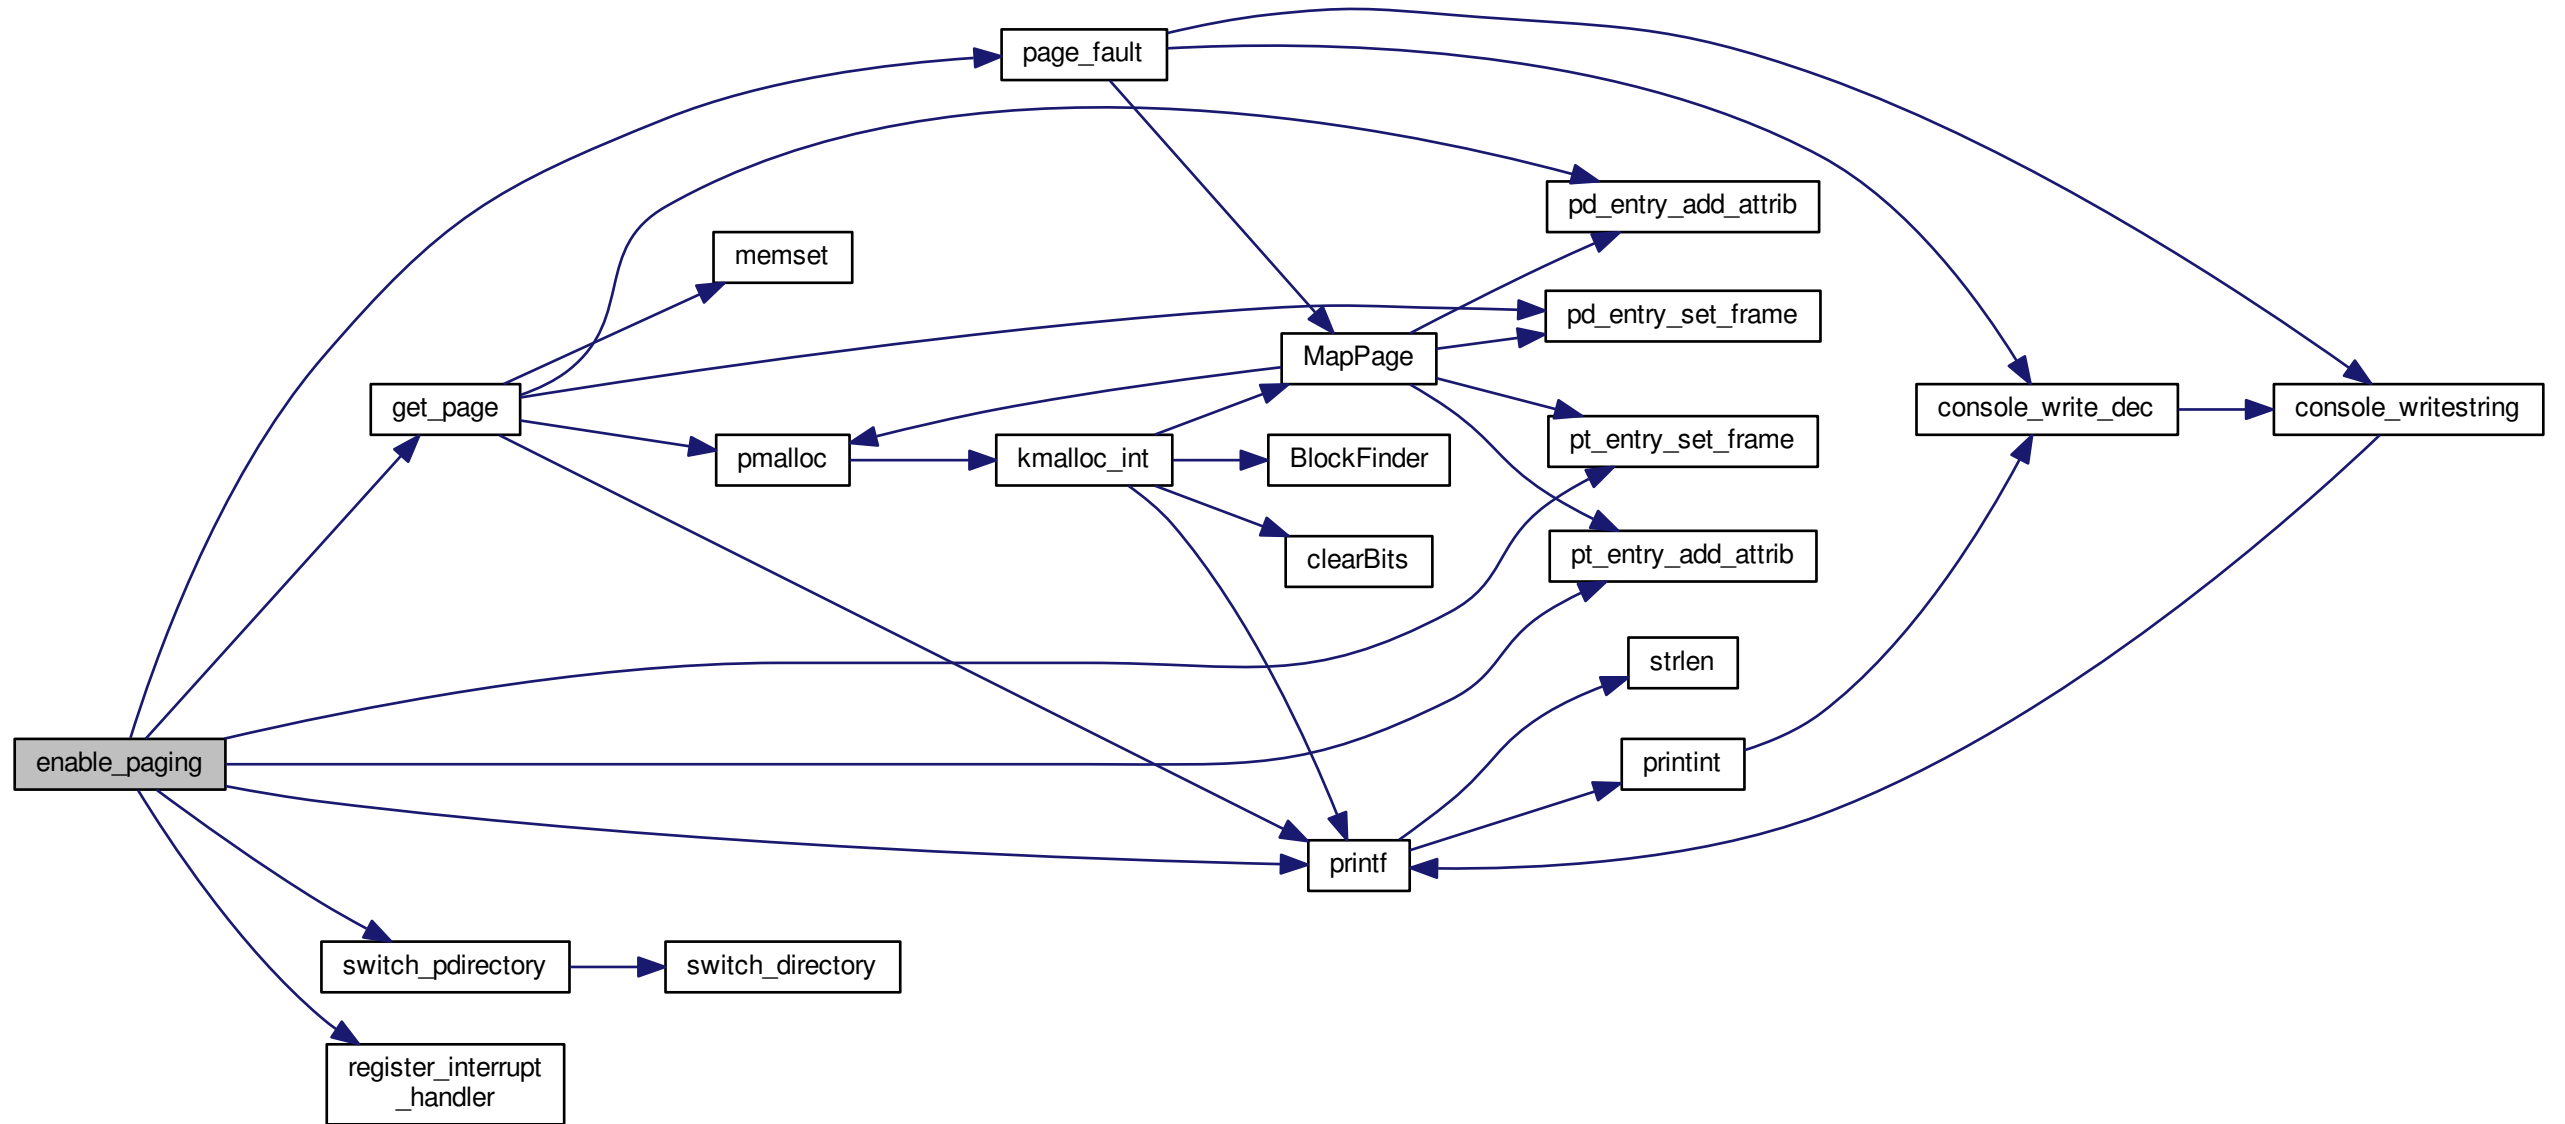 page_fault
pd_entry_add_attrib
memset
pd_entry_set_frame
MapPage
get_page
console_write_dec
console_writestring
pt_entry_set_frame
pmalloc
kmalloc_int
BlockFinder
pt_entry_add_attrib
clearBits
strlen
enable_paging
printint
printf
switch_pdirectory
switch_directory
register_interrupt
_handler